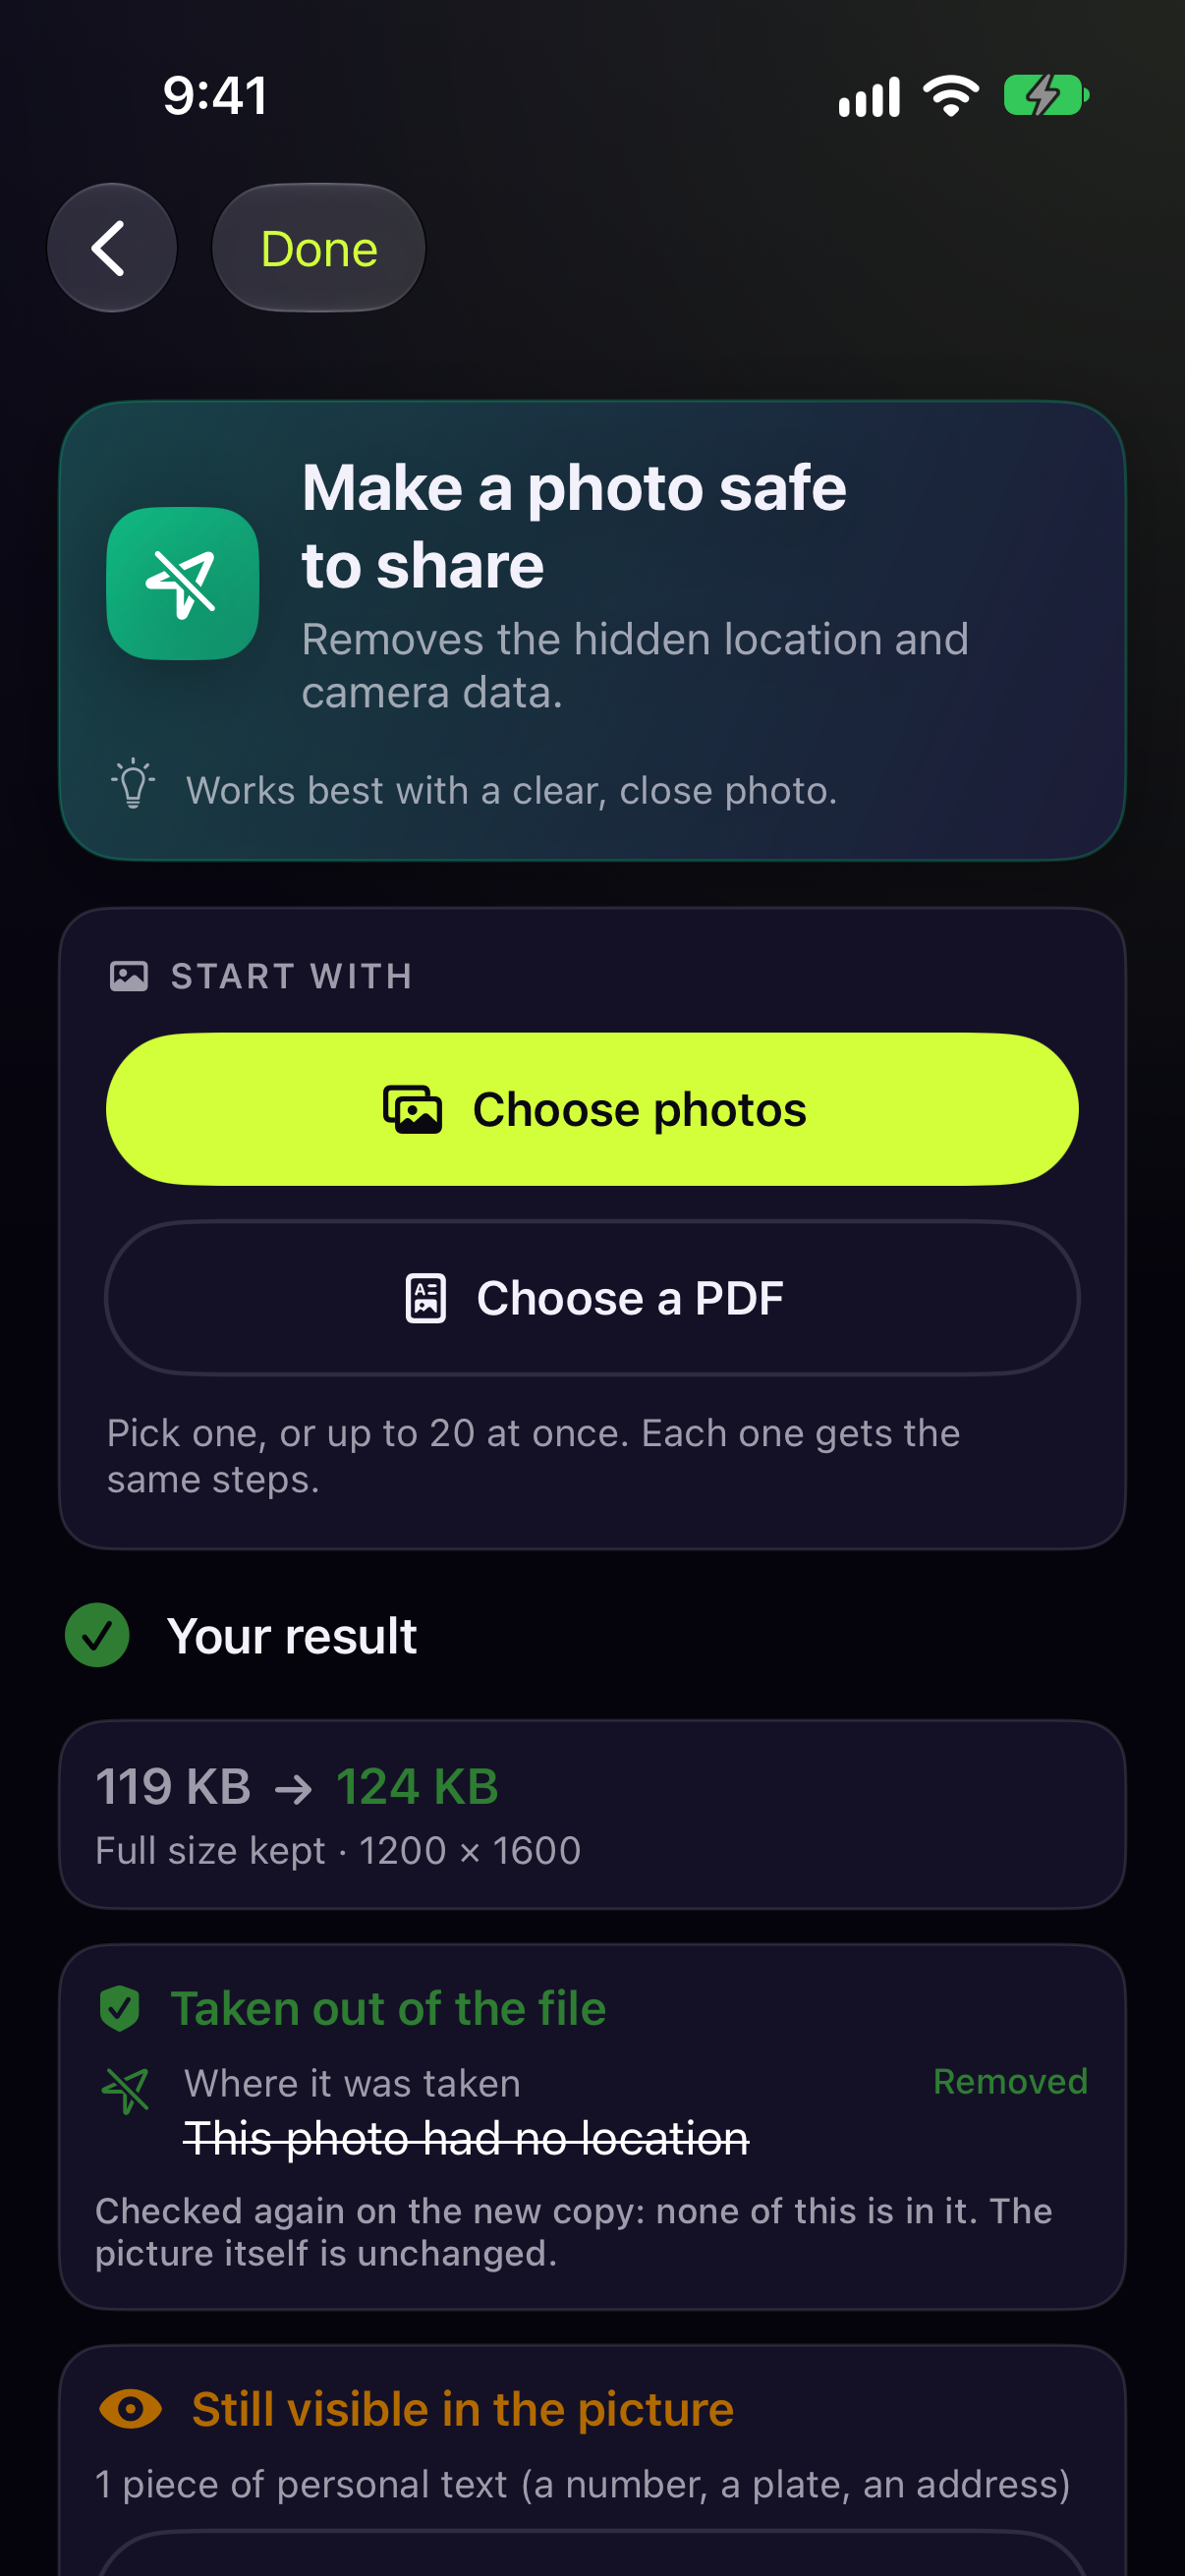 9:41
Done
Make a photo safe
to share
Removes the hidden location and
camera data.
Works best with a clear, close photo.
START WITH
Choose photos
Choose a PDF
Pick one, or up to 20 at once. Each one gets the
same steps.
Your result
119 KB → 124 KB
Full size kept · 1200 × 1600
Taken out of the file
Where it was taken
Removed
This photo had no location
Checked again on the new copy: none of this is in it. The
picture itself is unchanged.
Still visible in the picture
1 piece of personal text (a number, a plate, an address)